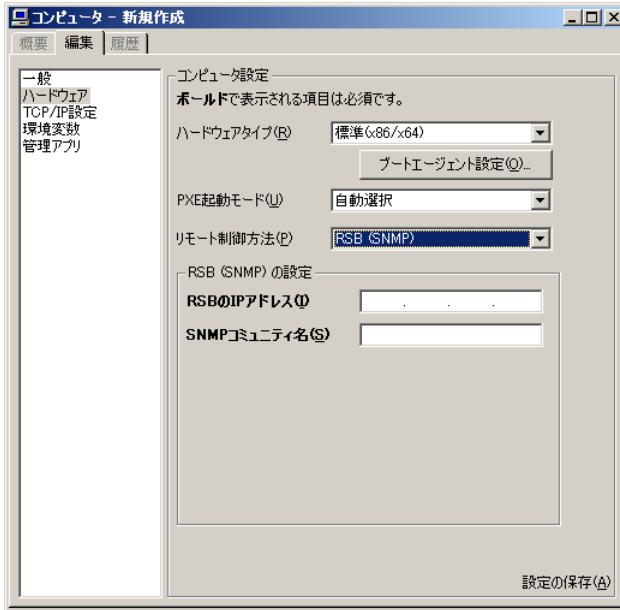 コンピュータ - 新規作成
概要 編集 履歴
一般
ハードウェア
TCP/IP設定
環境変数
管理アプリ
コンピュータ設定
ボールドで表示される項目は必須です。
ハードウェアタイプ(R) 標準(x86/x64)
ブートエージェント設定(O)...
PXE起動モード(U) 自動選択
リモート制御方法(P) RSB (SNMP)
RSB (SNMP) の設定
RSBのIPアドレス(I) . . .
SNMPコミュニティ名(S)
設定の保存(A)